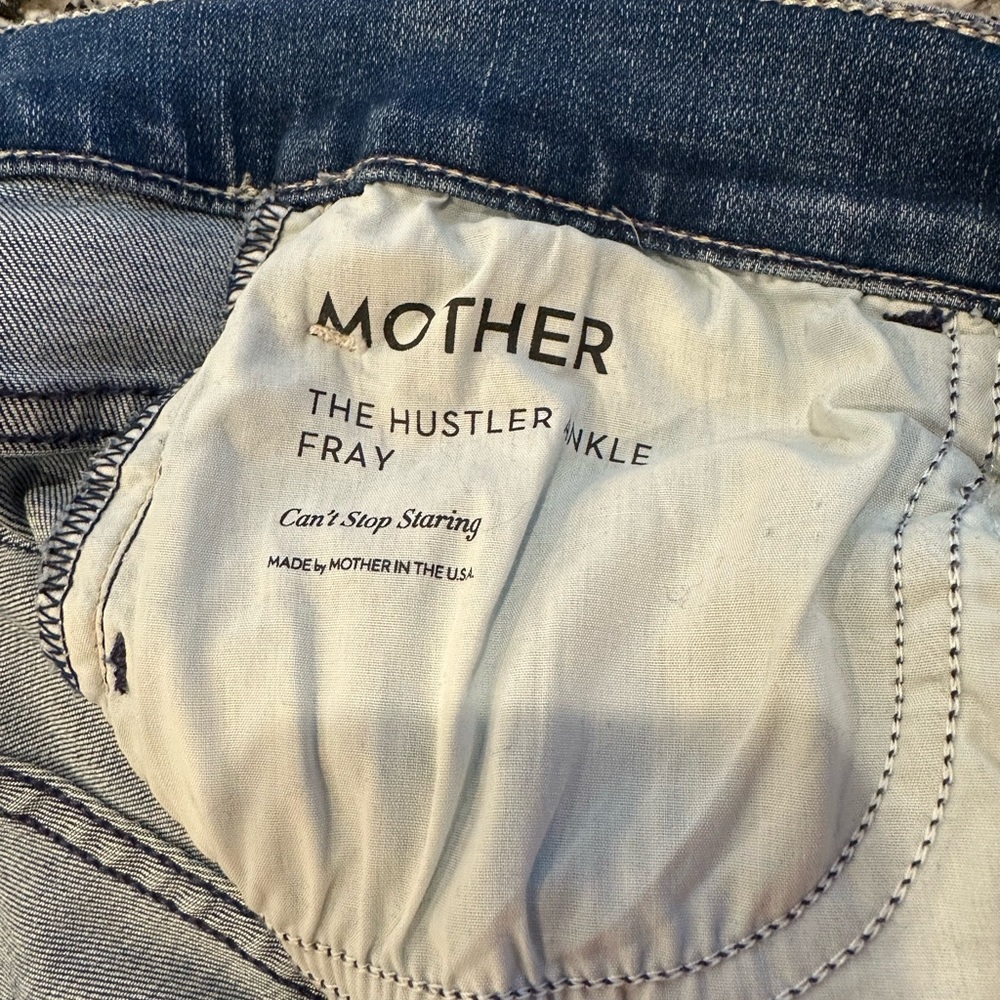 MOTHER
THE HUSTLER ANKLE
FRAY
Can't Stop Staring
MADE by MOTHER IN THE U.S.A.